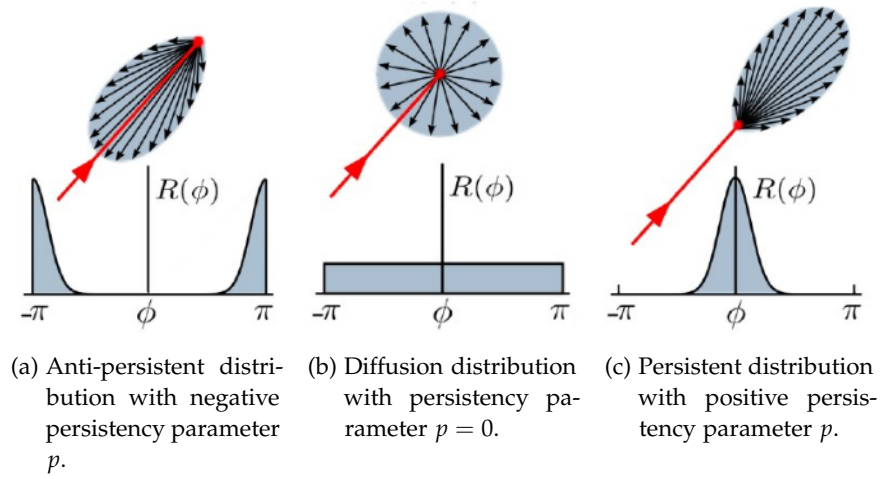 R(ϕ)
-π
ϕ
π
R(ϕ)
-π
ϕ
π
R(ϕ)
-π
ϕ
π
(a) Anti-persistent distri-
bution with negative
persistency parameter
p.
(b) Diffusion distribution
with persistency pa-
rameter p = 0.
(c) Persistent distribution
with positive persis-
tency parameter p.